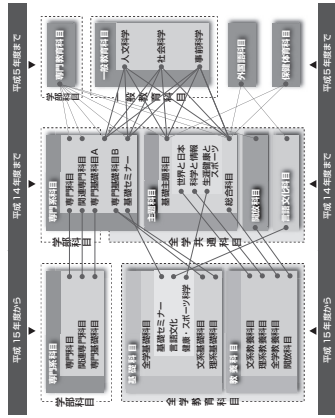 平成15年度から
平成14年度まで
平成5年度まで
学部科目
専門系科目
専門科目
関連専門科目
専門基礎科目
全学教育科目
基礎科目
全学基礎科目
基礎セミナー
言語文化
健康・スポーツ科学
文系基礎科目
理系基礎科目
教養科目
文系教養科目
理系教養科目
全学教養科目
開放科目
学部科目
専門系科目
専門科目
関連専門科目
専門基礎科目A
専門基礎科目B
基礎セミナー
全学共通科目
主題科目
基礎主題科目
世界と日本
科学と情報
生涯健康と
スポーツ
総合科目
開放科目
言語文化科目
学部科目
専門教育科目
一般教育科目
一般教育科目
人文科学
社会科学
事前科学
外国語科目
保健体育科目
平成15年度から
平成14年度まで
平成5年度まで